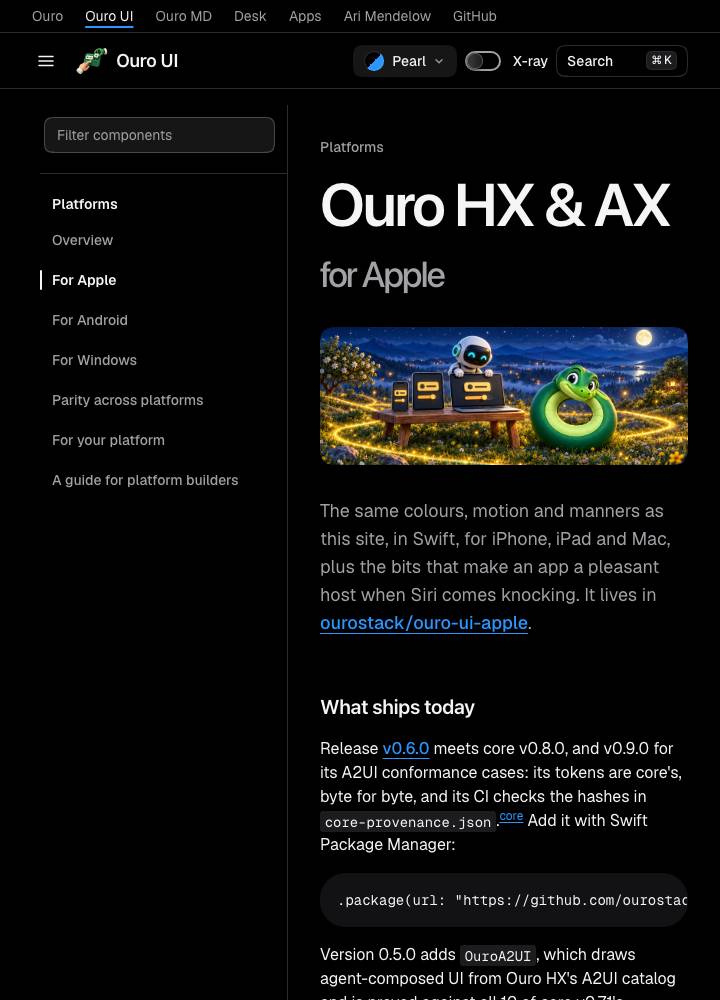 Ouro Ouro UI Ouro MD Desk Apps Ari Mendelow GitHub
Ouro UI Pearl X-ray Search ⌘ K
Filter components
Platforms
Overview
For Apple
For Android
For Windows
Parity across platforms
For your platform
A guide for platform builders
Platforms
Ouro HX & AX
for Apple
The same colours, motion and manners as
this site, in Swift, for iPhone, iPad and Mac,
plus the bits that make an app a pleasant
host when Siri comes knocking. It lives in
ourostack/ouro-ui-apple.
What ships today
Release v0.6.0 meets core v0.8.0, and v0.9.0 for
its A2UI conformance cases: its tokens are core's,
byte for byte, and its CI checks the hashes in
core-provenance.json.core Add it with Swift
Package Manager:
.package(url: "https://github.com/ourostac
Version 0.5.0 adds OuroA2UI, which draws
agent-composed UI from Ouro HX's A2UI catalog